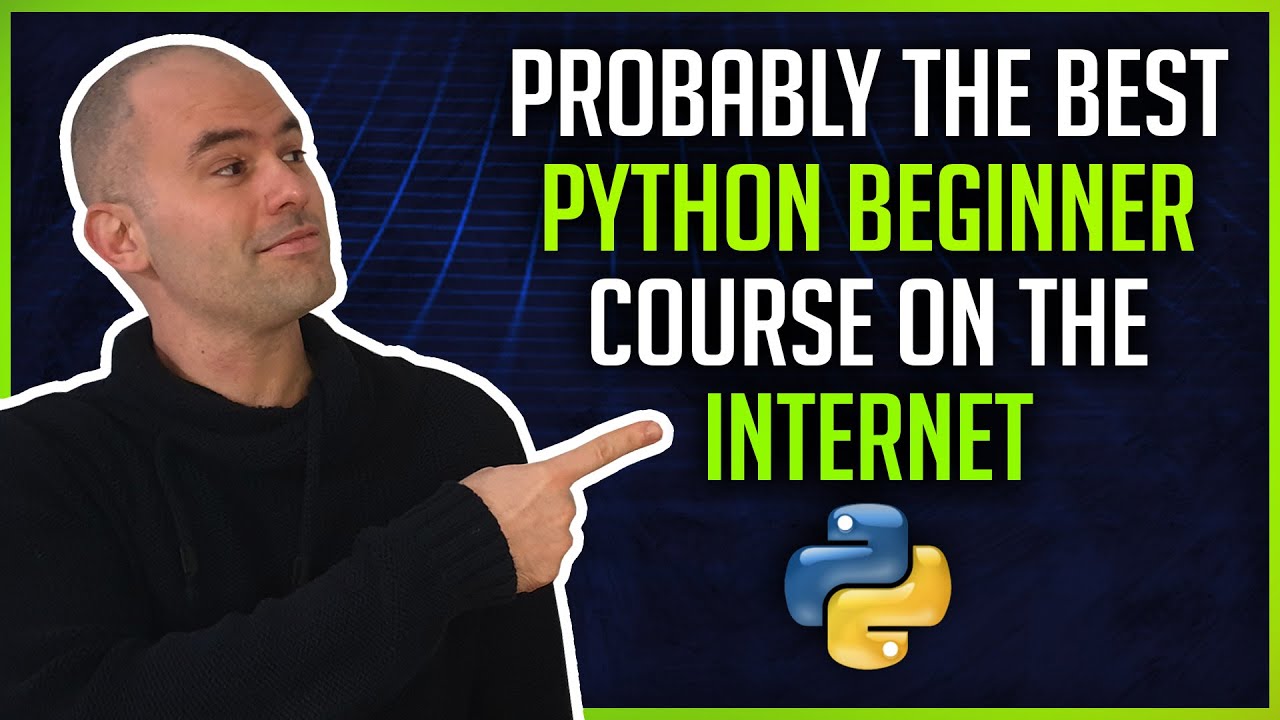 PROBABLY THE BEST
PYTHON BEGINNER
COURSE ON THE
INTERNET